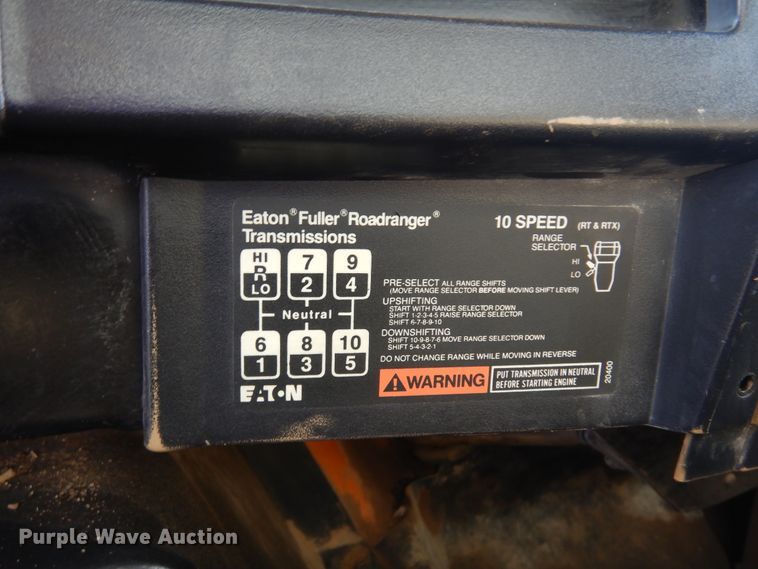 Eaton® Fuller® Roadranger®
Transmissions
10 SPEED (RT & RTX)
RANGE
SELECTOR
HI
LO
HI 7 9
R
LO 2 4
Neutral
6 8 10
1 3 5
EATON
PRE-SELECT ALL RANGE SHIFTS
(MOVE RANGE SELECTOR BEFORE MOVING SHIFT LEVER)
UPSHIFTING
START WITH RANGE SELECTOR DOWN
SHIFT 1-2-3-4-5 RAISE RANGE SELECTOR
SHIFT 6-7-8-9-10
DOWNSHIFTING
SHIFT 10-9-8-7-6 MOVE RANGE SELECTOR DOWN
SHIFT 5-4-3-2-1
DO NOT CHANGE RANGE WHILE MOVING IN REVERSE
WARNING
PUT TRANSMISSION IN NEUTRAL
BEFORE STARTING ENGINE
20400
Purple Wave Auction®